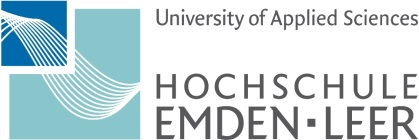 University of Applied Sciences
HOCHSCHULE
EMDEN▪LEER